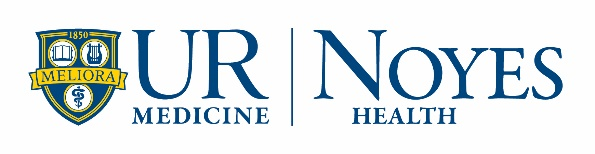 1850
MELIORA
UR
MEDICINE
NOYES
HEALTH